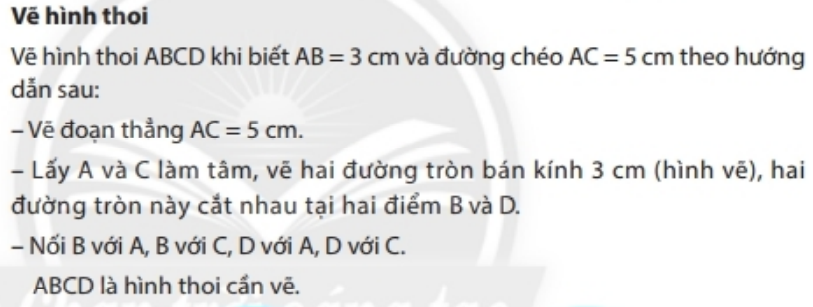 Vẽ hình thoi
Vẽ hình thoi ABCD khi biết AB = 3 cm và đường chéo AC = 5 cm theo hướng
dẫn sau:
– Vẽ đoạn thẳng AC = 5 cm.
– Lấy A và C làm tâm, vẽ hai đường tròn bán kính 3 cm (hình vẽ), hai
đường tròn này cắt nhau tại hai điểm B và D.
– Nối B với A, B với C, D với A, D với C.
ABCD là hình thoi cần vẽ.